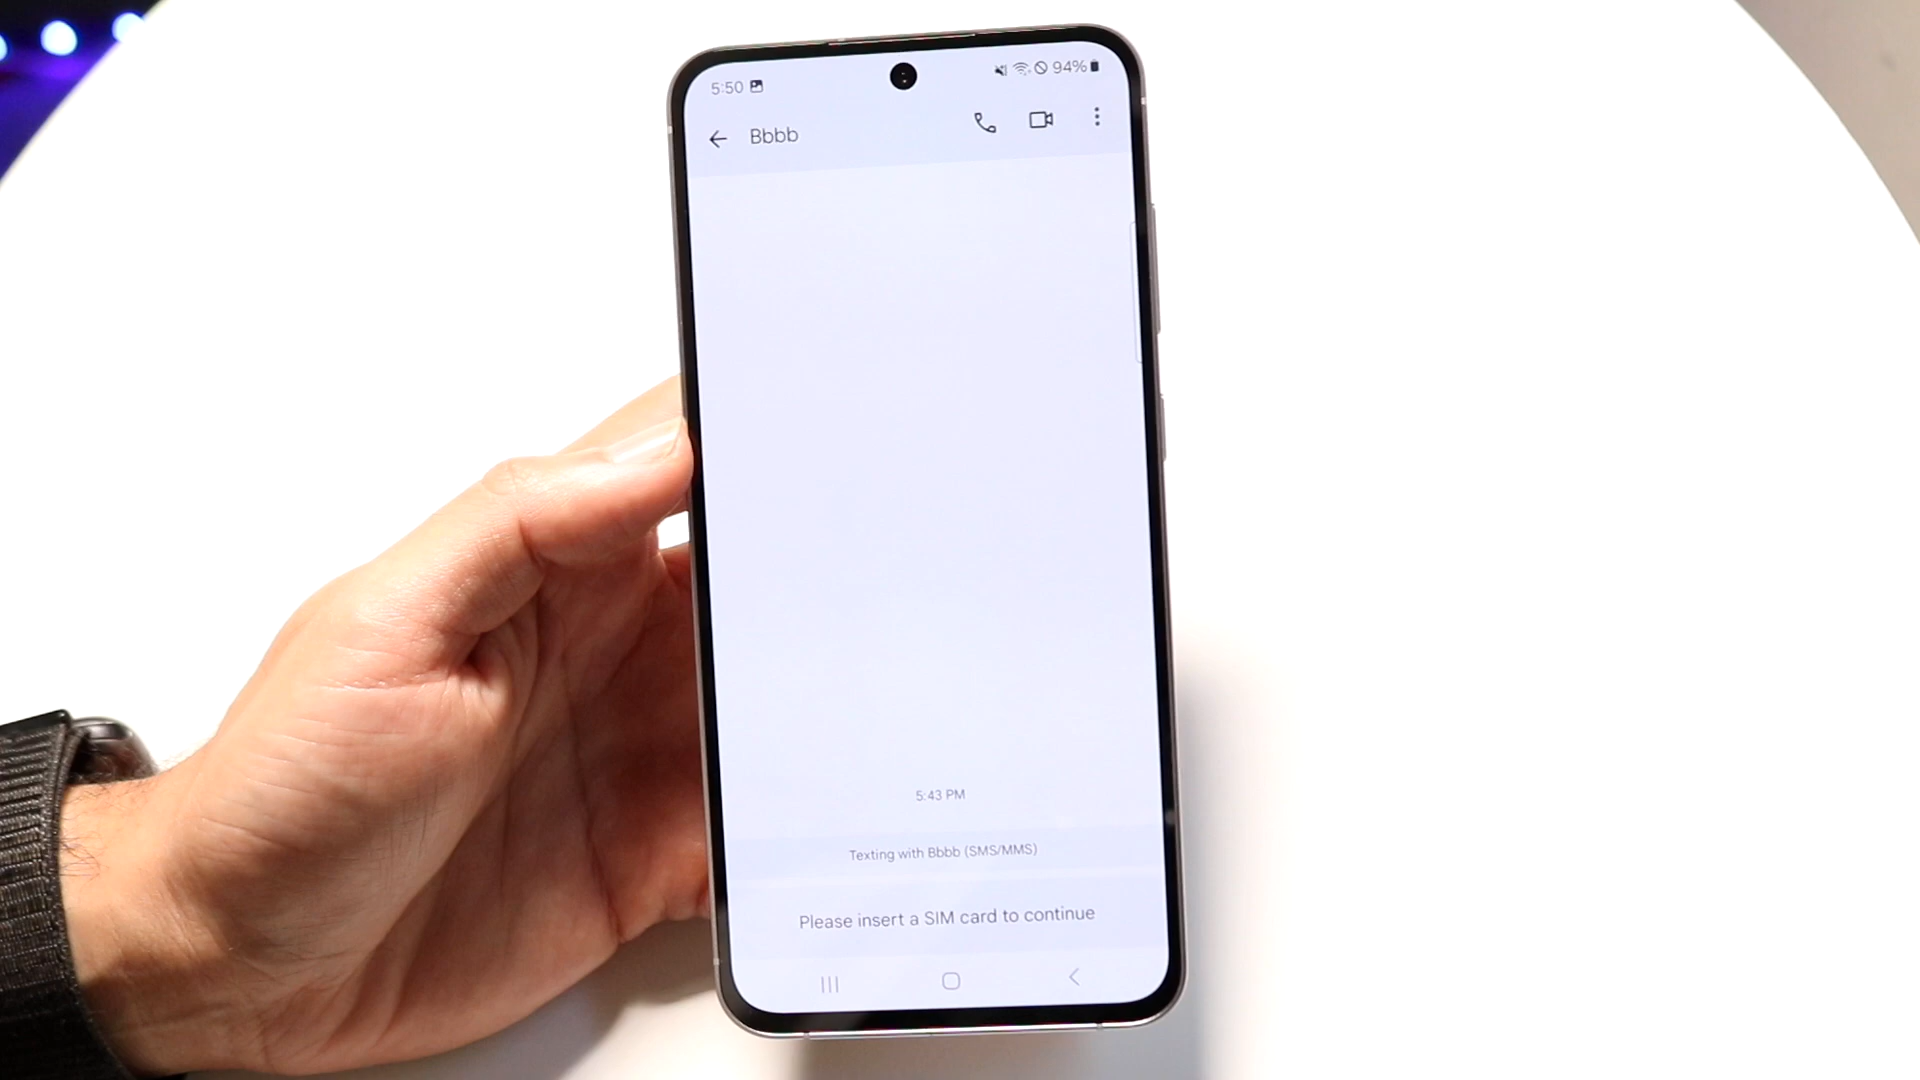 5:50
94%
Bbbb
5:43 PM
Texting with Bbbb (SMS/MMS)
Please insert a SIM card to continue